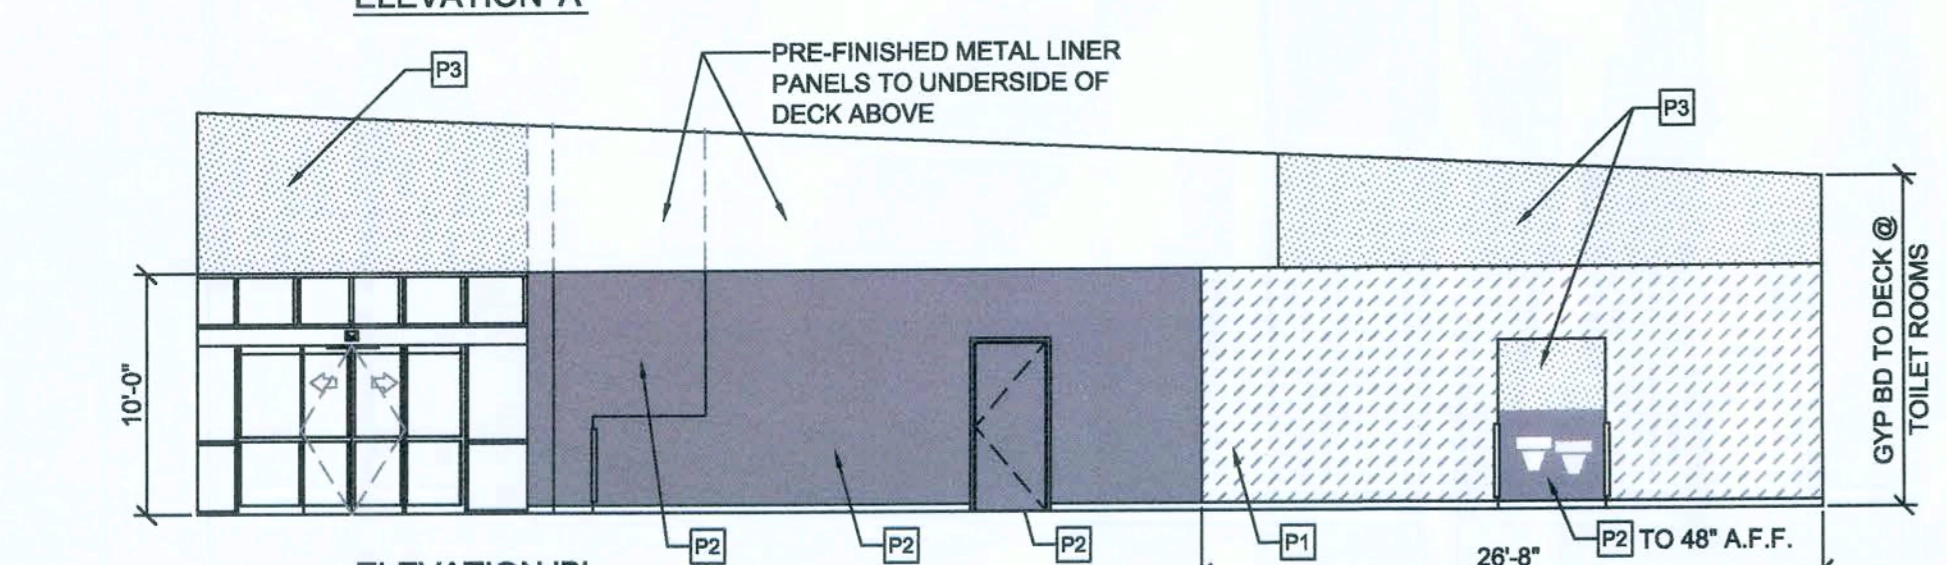 ELEVATION 'A'
P3
PRE-FINISHED METAL LINER
PANELS TO UNDERSIDE OF
DECK ABOVE
P3
10'-0"
GYP BD TO DECK @
TOILET ROOMS
P2
P2
P2
P1
P2 TO 48" A.F.F.
26'-8"
ELEVATION 'B'